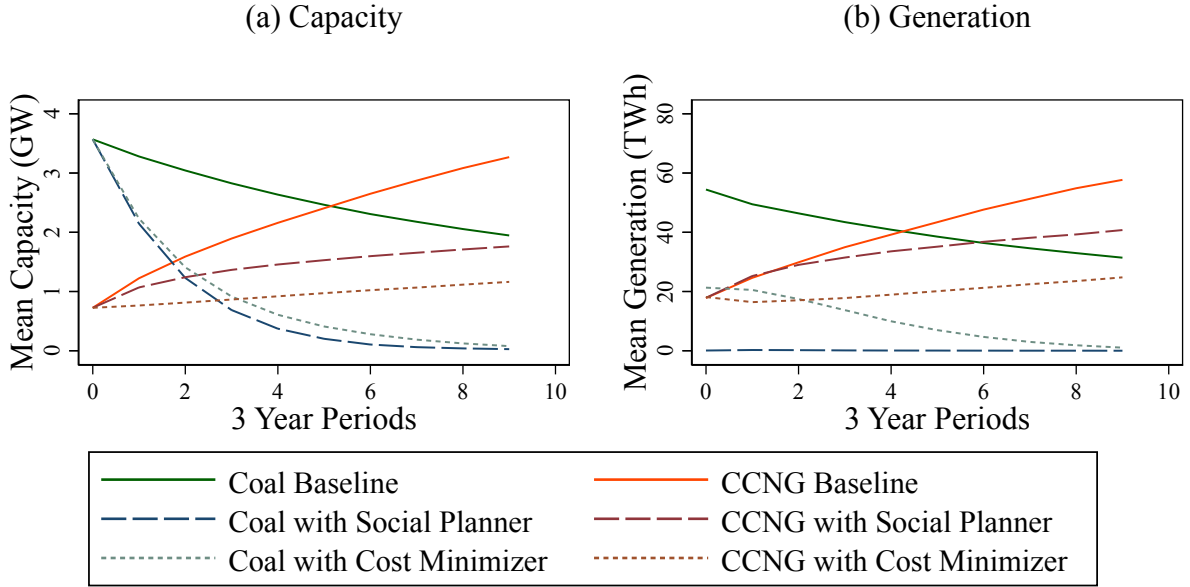 (a) Capacity
(b) Generation
Mean Capacity (GW)
4
3
2
1
0
0 2 4 6 8 10
3 Year Periods
Mean Generation (TWh)
80
60
40
20
0
0 2 4 6 8 10
3 Year Periods
Coal Baseline
CCNG Baseline
Coal with Social Planner
CCNG with Social Planner
Coal with Cost Minimizer
CCNG with Cost Minimizer